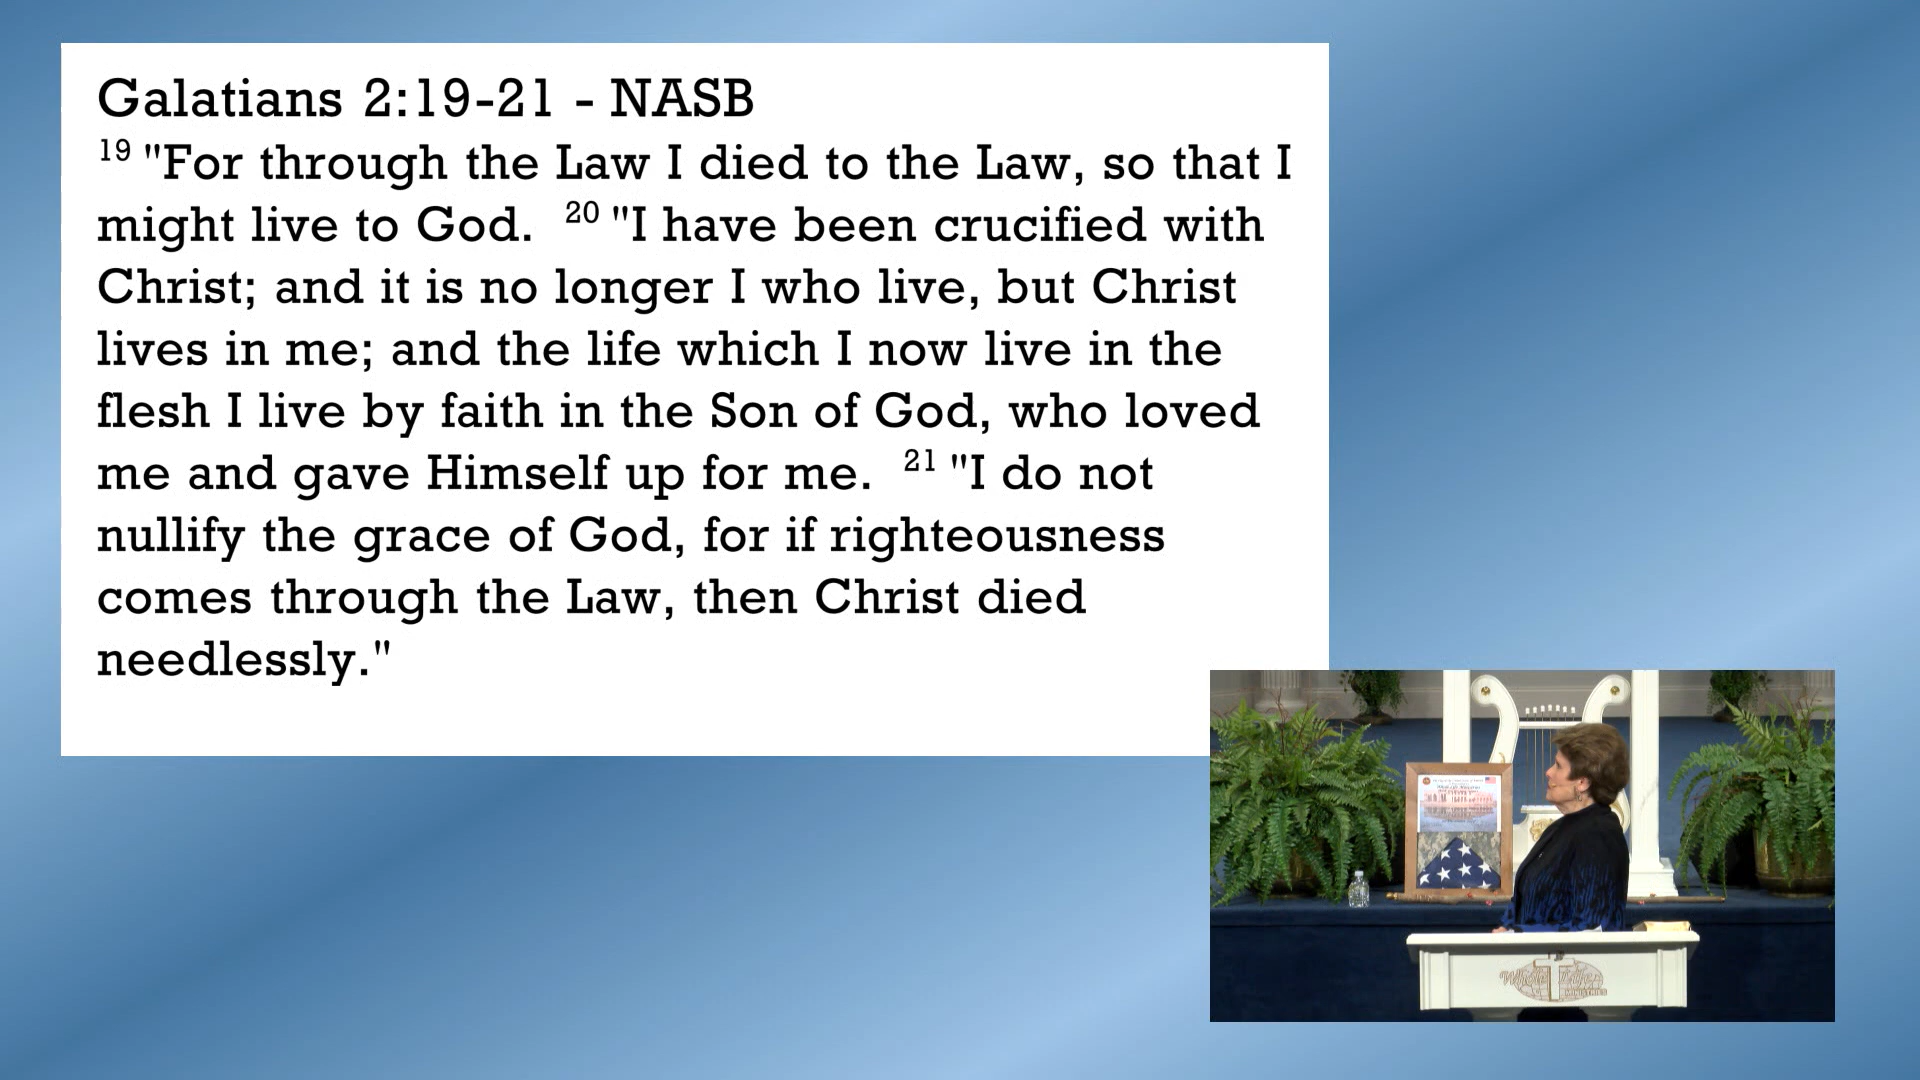 Galatians 2:19-21 - NASB
19 "For through the Law I died to the Law, so that I
might live to God.  20 "I have been crucified with
Christ; and it is no longer I who live, but Christ
lives in me; and the life which I now live in the
flesh I live by faith in the Son of God, who loved
me and gave Himself up for me.  21 "I do not
nullify the grace of God, for if righteousness
comes through the Law, then Christ died
needlessly."
Whole Life
MINISTRIES